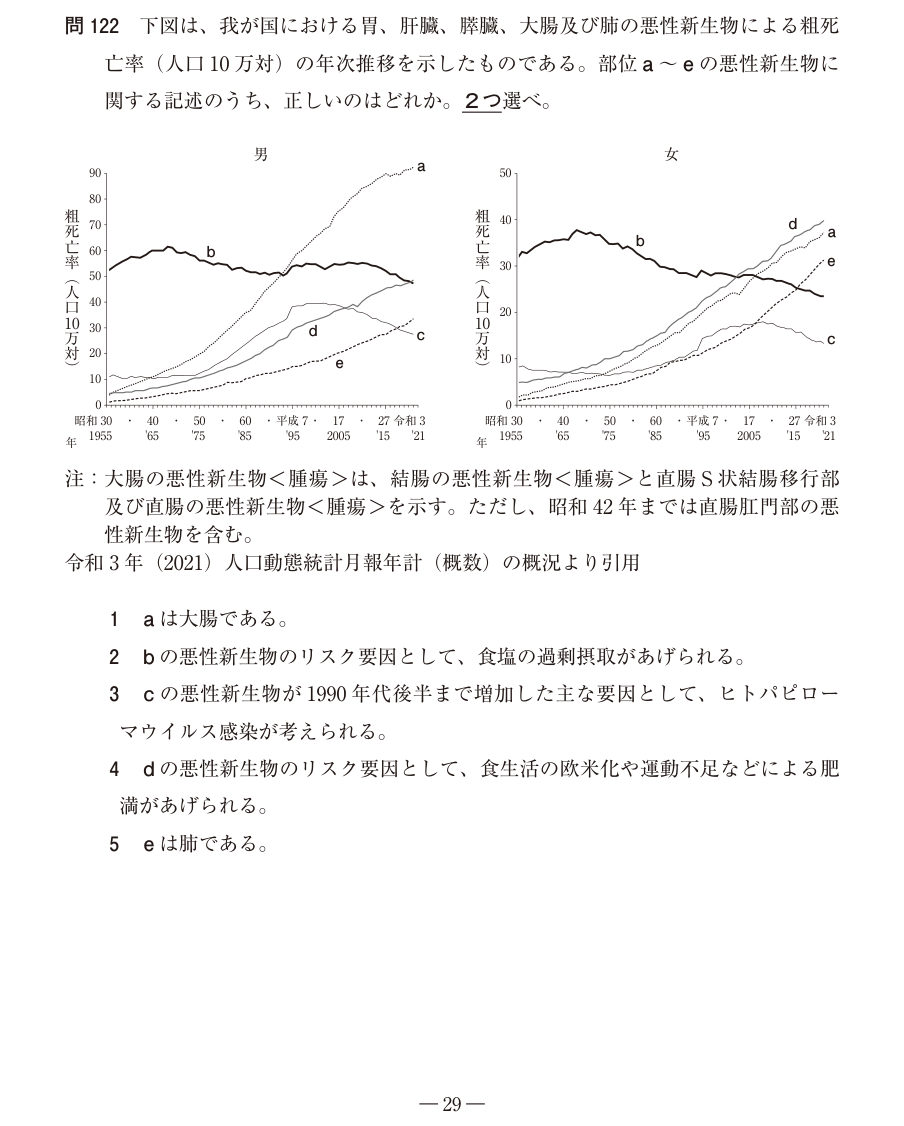 問 122　下図は、我が国における胃、肝臓、膵臓、大腸及び肺の悪性新生物による粗死
亡率（人口 10 万対）の年次推移を示したものである。部位 a ～ e の悪性新生物に
関する記述のうち、正しいのはどれか。２つ選べ。
男
粗死亡率（人口10万対）
90
80
70
60
50
40
30
20
10
0
a
b
c
d
e
昭和 30 ・ 40 ・ 50 ・ 60 ・ 平成 7 ・ 17 ・ 27 令和 3
年 1955 '65 '75 '85 '95 2005 '15 '21
女
粗死亡率（人口10万対）
50
40
30
20
10
0
d
a
b
e
c
昭和 30 ・ 40 ・ 50 ・ 60 ・ 平成 7 ・ 17 ・ 27 令和 3
年 1955 '65 '75 '85 '95 2005 '15 '21
注：大腸の悪性新生物＜腫瘍＞は、結腸の悪性新生物＜腫瘍＞と直腸 S 状結腸移行部
及び直腸の悪性新生物＜腫瘍＞を示す。ただし、昭和 42 年までは直腸肛門部の悪
性新生物を含む。
令和 3 年（2021）人口動態統計月報年計（概数）の概況より引用
1　a は大腸である。
2　b の悪性新生物のリスク要因として、食塩の過剰摂取があげられる。
3　c の悪性新生物が 1990 年代後半まで増加した主な要因として、ヒトパピロー
マウイルス感染が考えられる。
4　d の悪性新生物のリスク要因として、食生活の欧米化や運動不足などによる肥
満があげられる。
5　e は肺である。
— 29 —